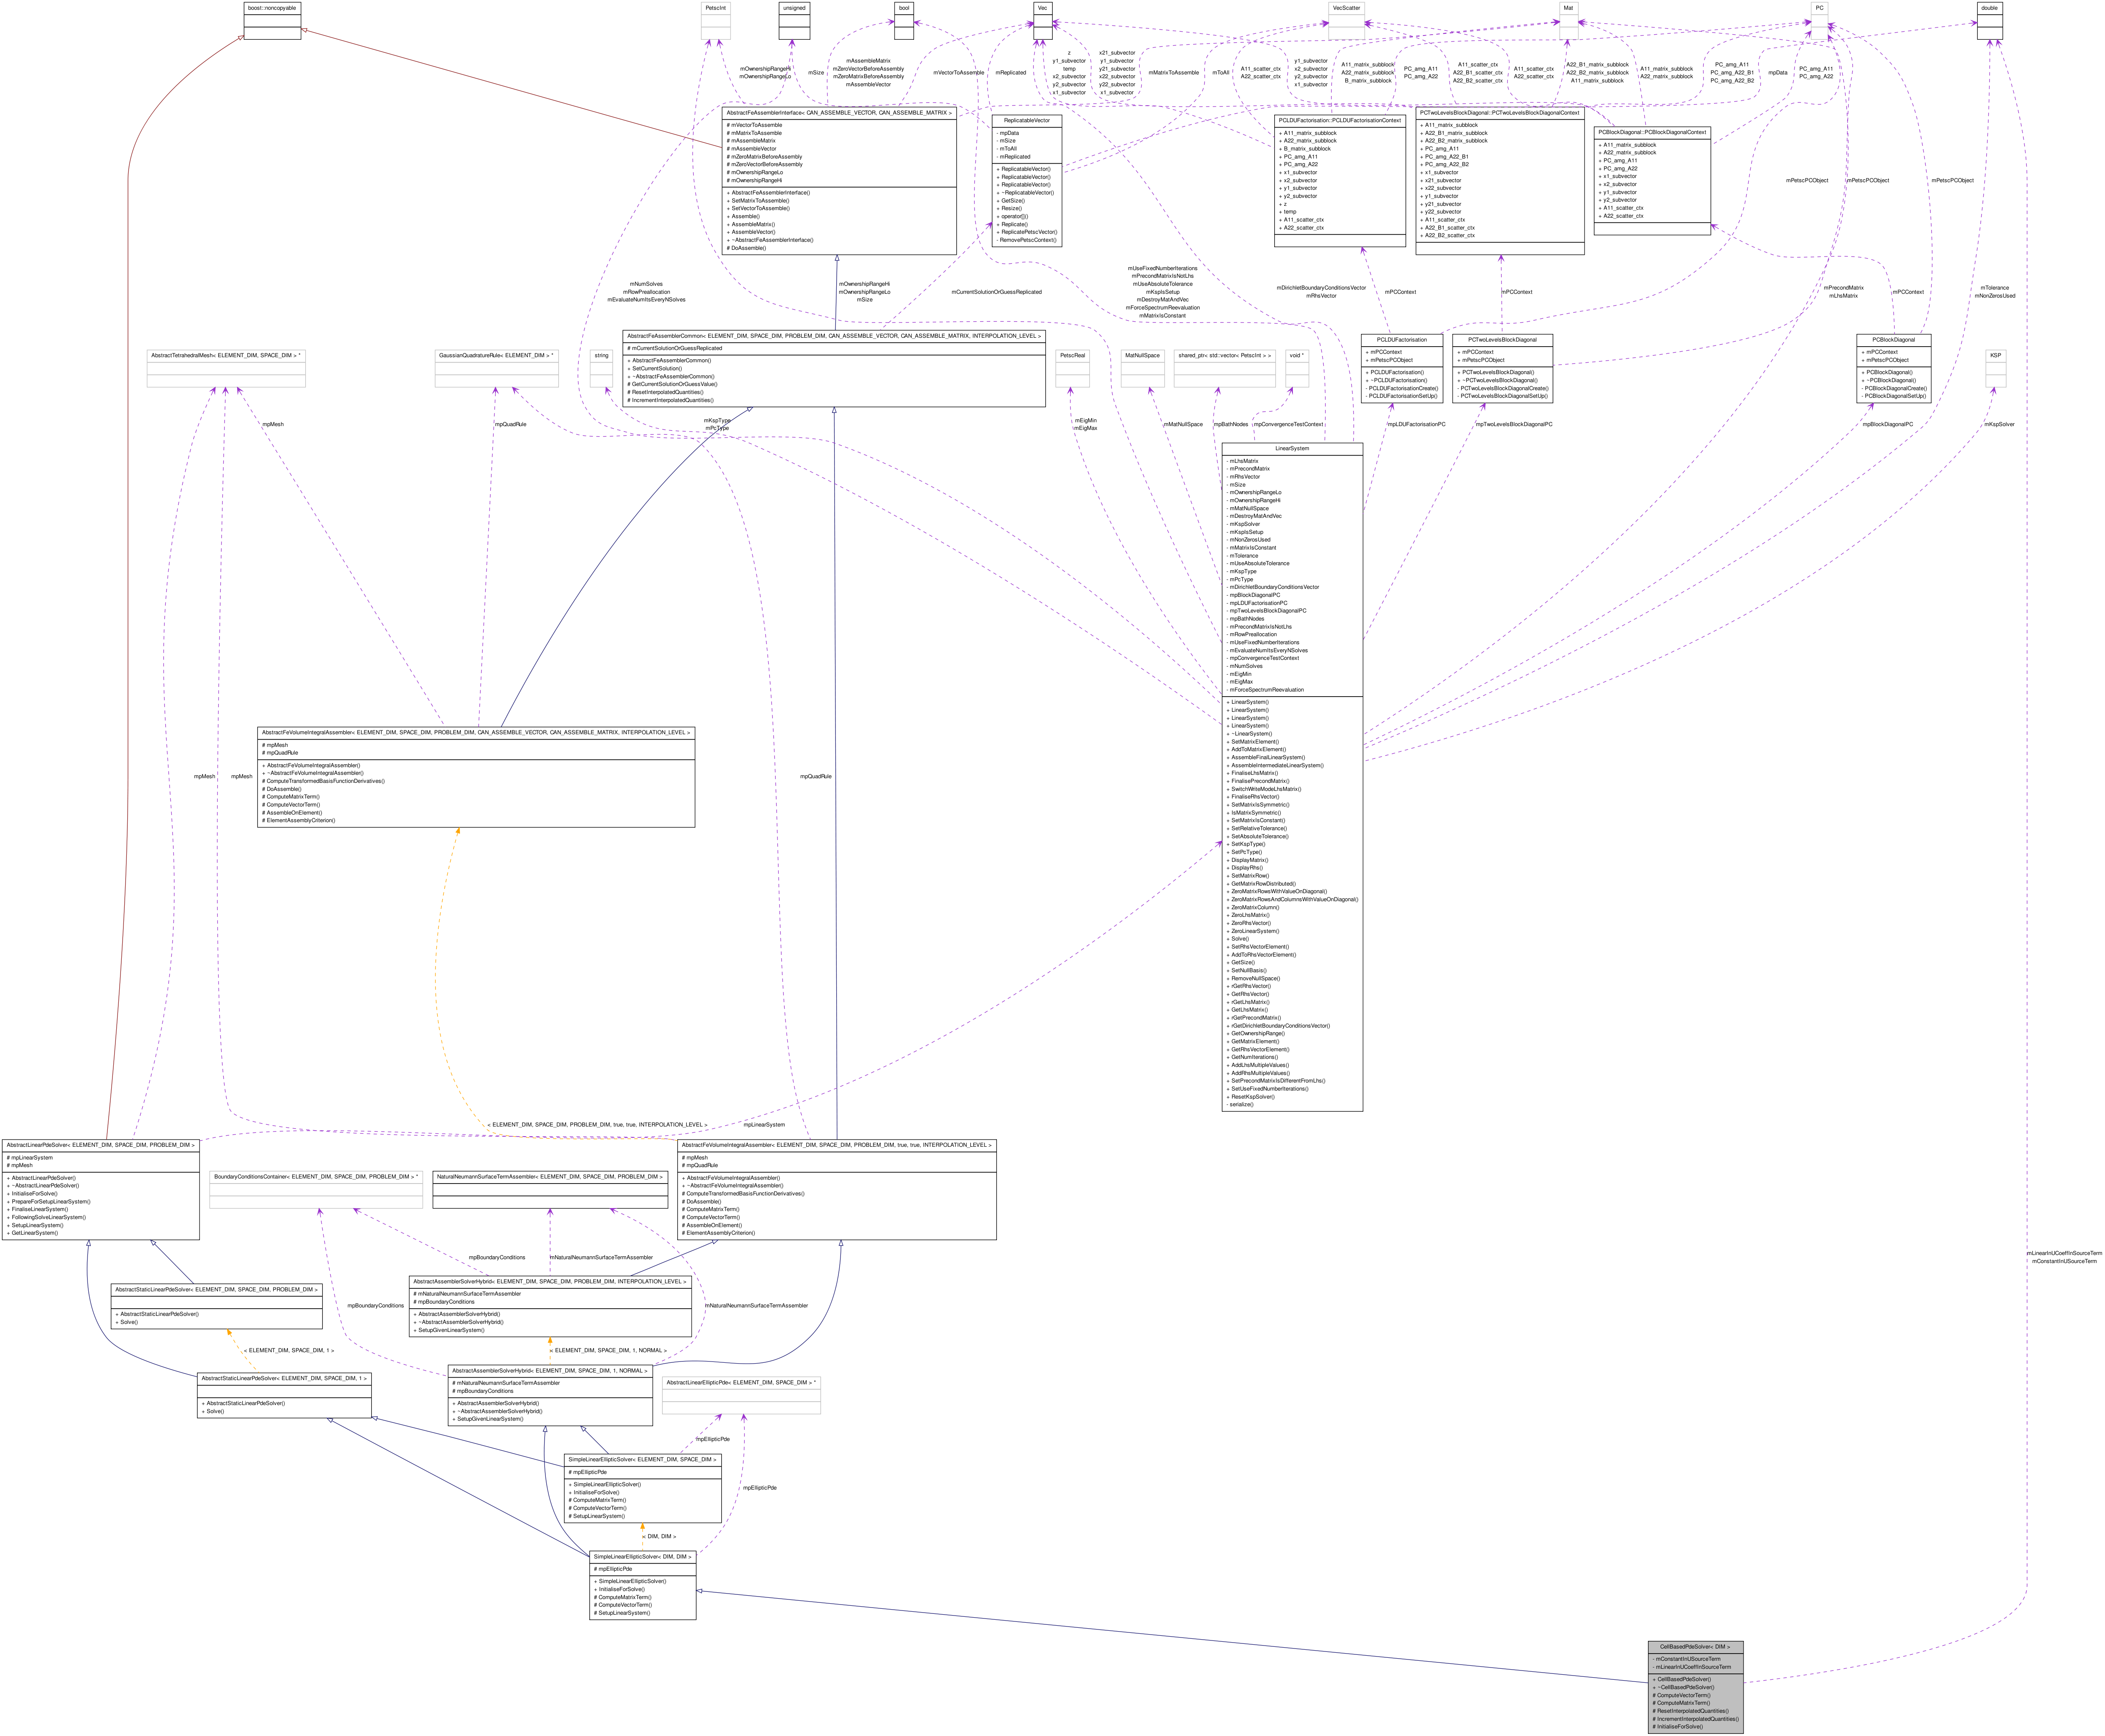 boost::noncopyable
PetscInt
unsigned
bool
Vec
VecScatter
Mat
PC
double
mOwnershipRangeHi
mOwnershipRangeLo
mSize
mAssembleMatrix
mZeroVectorBeforeAssembly
mZeroMatrixBeforeAssembly
mAssembleVector
mVectorToAssemble
mReplicated
z
y1_subvector
temp
x2_subvector
y2_subvector
x1_subvector
x21_subvector
y1_subvector
y21_subvector
x22_subvector
y22_subvector
x1_subvector
mMatrixToAssemble
mToAll
A11_scatter_ctx
A22_scatter_ctx
y1_subvector
x2_subvector
y2_subvector
x1_subvector
A11_matrix_subblock
A22_matrix_subblock
B_matrix_subblock
PC_amg_A11
PC_amg_A22
A11_scatter_ctx
A22_B1_scatter_ctx
A22_B2_scatter_ctx
A11_scatter_ctx
A22_scatter_ctx
A22_B1_matrix_subblock
A22_B2_matrix_subblock
A11_matrix_subblock
A11_matrix_subblock
A22_matrix_subblock
PC_amg_A11
PC_amg_A22_B1
PC_amg_A22_B2
mpData
PC_amg_A11
PC_amg_A22
AbstractFeAssemblerInterface< CAN_ASSEMBLE_VECTOR, CAN_ASSEMBLE_MATRIX >
# mVectorToAssemble
# mMatrixToAssemble
# mAssembleMatrix
# mAssembleVector
# mZeroMatrixBeforeAssembly
# mZeroVectorBeforeAssembly
# mOwnershipRangeLo
# mOwnershipRangeHi
+ AbstractFeAssemblerInterface()
+ SetMatrixToAssemble()
+ SetVectorToAssemble()
+ Assemble()
+ AssembleMatrix()
+ AssembleVector()
+ ~AbstractFeAssemblerInterface()
# DoAssemble()
ReplicatableVector
- mpData
- mSize
- mToAll
- mReplicated
+ ReplicatableVector()
+ ReplicatableVector()
+ ReplicatableVector()
+ ~ReplicatableVector()
+ GetSize()
+ Resize()
+ operator[]()
+ Replicate()
+ ReplicatePetscVector()
- RemovePetscContext()
PCLDUFactorisation::PCLDUFactorisationContext
+ A11_matrix_subblock
+ A22_matrix_subblock
+ B_matrix_subblock
+ PC_amg_A11
+ PC_amg_A22
+ x1_subvector
+ x2_subvector
+ y1_subvector
+ y2_subvector
+ z
+ temp
+ A11_scatter_ctx
+ A22_scatter_ctx
PCTwoLevelsBlockDiagonal::PCTwoLevelsBlockDiagonalContext
+ A11_matrix_subblock
+ A22_B1_matrix_subblock
+ A22_B2_matrix_subblock
+ PC_amg_A11
+ PC_amg_A22_B1
+ PC_amg_A22_B2
+ x1_subvector
+ x21_subvector
+ x22_subvector
+ y1_subvector
+ y21_subvector
+ y22_subvector
+ A11_scatter_ctx
+ A22_B1_scatter_ctx
+ A22_B2_scatter_ctx
PCBlockDiagonal::PCBlockDiagonalContext
+ A11_matrix_subblock
+ A22_matrix_subblock
+ PC_amg_A11
+ PC_amg_A22
+ x1_subvector
+ x2_subvector
+ y1_subvector
+ y2_subvector
+ A11_scatter_ctx
+ A22_scatter_ctx
mPetscPCObject
mPetscPCObject
mPetscPCObject
mNumSolves
mRowPreallocation
mEvaluateNumItsEveryNSolves
mOwnershipRangeHi
mOwnershipRangeLo
mSize
mCurrentSolutionOrGuessReplicated
mUseFixedNumberIterations
mPrecondMatrixIsNotLhs
mUseAbsoluteTolerance
mKspIsSetup
mDestroyMatAndVec
mForceSpectrumReevaluation
mMatrixIsConstant
mDirichletBoundaryConditionsVector
mRhsVector
mPCContext
mPCContext
mPrecondMatrix
mLhsMatrix
mPCContext
mTolerance
mNonZerosUsed
AbstractFeAssemblerCommon< ELEMENT_DIM, SPACE_DIM, PROBLEM_DIM, CAN_ASSEMBLE_VECTOR, CAN_ASSEMBLE_MATRIX, INTERPOLATION_LEVEL >
# mCurrentSolutionOrGuessReplicated
+ AbstractFeAssemblerCommon()
+ SetCurrentSolution()
+ ~AbstractFeAssemblerCommon()
# GetCurrentSolutionOrGuessValue()
# ResetInterpolatedQuantities()
# IncrementInterpolatedQuantities()
PCLDUFactorisation
+ mPCContext
+ mPetscPCObject
+ PCLDUFactorisation()
+ ~PCLDUFactorisation()
- PCLDUFactorisationCreate()
- PCLDUFactorisationSetUp()
PCTwoLevelsBlockDiagonal
+ mPCContext
+ mPetscPCObject
+ PCTwoLevelsBlockDiagonal()
+ ~PCTwoLevelsBlockDiagonal()
- PCTwoLevelsBlockDiagonalCreate()
- PCTwoLevelsBlockDiagonalSetUp()
PCBlockDiagonal
+ mPCContext
+ mPetscPCObject
+ PCBlockDiagonal()
+ ~PCBlockDiagonal()
- PCBlockDiagonalCreate()
- PCBlockDiagonalSetUp()
AbstractTetrahedralMesh< ELEMENT_DIM, SPACE_DIM > *
GaussianQuadratureRule< ELEMENT_DIM > *
string
PetscReal
MatNullSpace
shared_ptr< std::vector< PetscInt > >
void *
KSP
mpMesh
mpQuadRule
mKspType
mPcType
mEigMin
mEigMax
mMatNullSpace
mpBathNodes
mpConvergenceTestContext
mpLDUFactorisationPC
mpTwoLevelsBlockDiagonalPC
mpBlockDiagonalPC
mKspSolver
LinearSystem
- mLhsMatrix
- mPrecondMatrix
- mRhsVector
- mSize
- mOwnershipRangeLo
- mOwnershipRangeHi
- mMatNullSpace
- mDestroyMatAndVec
- mKspSolver
- mKspIsSetup
- mNonZerosUsed
- mMatrixIsConstant
- mTolerance
- mUseAbsoluteTolerance
- mKspType
- mPcType
- mDirichletBoundaryConditionsVector
- mpBlockDiagonalPC
- mpLDUFactorisationPC
- mpTwoLevelsBlockDiagonalPC
- mpBathNodes
- mPrecondMatrixIsNotLhs
- mRowPreallocation
- mUseFixedNumberIterations
- mEvaluateNumItsEveryNSolves
- mpConvergenceTestContext
- mNumSolves
- mEigMin
- mEigMax
- mForceSpectrumReevaluation
+ LinearSystem()
+ LinearSystem()
+ LinearSystem()
+ LinearSystem()
+ ~LinearSystem()
+ SetMatrixElement()
+ AddToMatrixElement()
+ AssembleFinalLinearSystem()
+ AssembleIntermediateLinearSystem()
+ FinaliseLhsMatrix()
+ FinalisePrecondMatrix()
+ SwitchWriteModeLhsMatrix()
+ FinaliseRhsVector()
+ SetMatrixIsSymmetric()
+ IsMatrixSymmetric()
+ SetMatrixIsConstant()
+ SetRelativeTolerance()
+ SetAbsoluteTolerance()
+ SetKspType()
+ SetPcType()
+ DisplayMatrix()
+ DisplayRhs()
+ SetMatrixRow()
+ GetMatrixRowDistributed()
+ ZeroMatrixRowsWithValueOnDiagonal()
+ ZeroMatrixRowsAndColumnsWithValueOnDiagonal()
+ ZeroMatrixColumn()
+ ZeroLhsMatrix()
+ ZeroRhsVector()
+ ZeroLinearSystem()
+ Solve()
+ SetRhsVectorElement()
+ AddToRhsVectorElement()
+ GetSize()
+ SetNullBasis()
+ RemoveNullSpace()
+ rGetRhsVector()
+ GetRhsVector()
+ rGetLhsMatrix()
+ GetLhsMatrix()
+ rGetPrecondMatrix()
+ rGetDirichletBoundaryConditionsVector()
+ GetOwnershipRange()
+ GetMatrixElement()
+ GetRhsVectorElement()
+ GetNumIterations()
+ AddLhsMultipleValues()
+ AddRhsMultipleValues()
+ SetPrecondMatrixIsDifferentFromLhs()
+ SetUseFixedNumberIterations()
+ ResetKspSolver()
- serialize()
AbstractFeVolumeIntegralAssembler< ELEMENT_DIM, SPACE_DIM, PROBLEM_DIM, CAN_ASSEMBLE_VECTOR, CAN_ASSEMBLE_MATRIX, INTERPOLATION_LEVEL >
# mpMesh
# mpQuadRule
+ AbstractFeVolumeIntegralAssembler()
+ ~AbstractFeVolumeIntegralAssembler()
# ComputeTransformedBasisFunctionDerivatives()
# DoAssemble()
# ComputeMatrixTerm()
# ComputeVectorTerm()
# AssembleOnElement()
# ElementAssemblyCriterion()
mpMesh
mpMesh
mpQuadRule
< ELEMENT_DIM, SPACE_DIM, PROBLEM_DIM, true, true, INTERPOLATION_LEVEL >
mpLinearSystem
AbstractLinearPdeSolver< ELEMENT_DIM, SPACE_DIM, PROBLEM_DIM >
# mpLinearSystem
# mpMesh
+ AbstractLinearPdeSolver()
+ ~AbstractLinearPdeSolver()
+ InitialiseForSolve()
+ PrepareForSetupLinearSystem()
+ FinaliseLinearSystem()
+ FollowingSolveLinearSystem()
+ SetupLinearSystem()
+ GetLinearSystem()
BoundaryConditionsContainer< ELEMENT_DIM, SPACE_DIM, PROBLEM_DIM > *
NaturalNeumannSurfaceTermAssembler< ELEMENT_DIM, SPACE_DIM, PROBLEM_DIM >
AbstractFeVolumeIntegralAssembler< ELEMENT_DIM, SPACE_DIM, PROBLEM_DIM, true, true, INTERPOLATION_LEVEL >
# mpMesh
# mpQuadRule
+ AbstractFeVolumeIntegralAssembler()
+ ~AbstractFeVolumeIntegralAssembler()
# ComputeTransformedBasisFunctionDerivatives()
# DoAssemble()
# ComputeMatrixTerm()
# ComputeVectorTerm()
# AssembleOnElement()
# ElementAssemblyCriterion()
mpBoundaryConditions
mNaturalNeumannSurfaceTermAssembler
mLinearInUCoeffInSourceTerm
mConstantInUSourceTerm
AbstractStaticLinearPdeSolver< ELEMENT_DIM, SPACE_DIM, PROBLEM_DIM >
+ AbstractStaticLinearPdeSolver()
+ Solve()
mpBoundaryConditions
AbstractAssemblerSolverHybrid< ELEMENT_DIM, SPACE_DIM, PROBLEM_DIM, INTERPOLATION_LEVEL >
# mNaturalNeumannSurfaceTermAssembler
# mpBoundaryConditions
+ AbstractAssemblerSolverHybrid()
+ ~AbstractAssemblerSolverHybrid()
+ SetupGivenLinearSystem()
mNaturalNeumannSurfaceTermAssembler
< ELEMENT_DIM, SPACE_DIM, 1 >
< ELEMENT_DIM, SPACE_DIM, 1, NORMAL >
AbstractStaticLinearPdeSolver< ELEMENT_DIM, SPACE_DIM, 1 >
+ AbstractStaticLinearPdeSolver()
+ Solve()
AbstractAssemblerSolverHybrid< ELEMENT_DIM, SPACE_DIM, 1, NORMAL >
# mNaturalNeumannSurfaceTermAssembler
# mpBoundaryConditions
+ AbstractAssemblerSolverHybrid()
+ ~AbstractAssemblerSolverHybrid()
+ SetupGivenLinearSystem()
AbstractLinearEllipticPde< ELEMENT_DIM, SPACE_DIM > *
mpEllipticPde
SimpleLinearEllipticSolver< ELEMENT_DIM, SPACE_DIM >
# mpEllipticPde
+ SimpleLinearEllipticSolver()
+ InitialiseForSolve()
# ComputeMatrixTerm()
# ComputeVectorTerm()
# SetupLinearSystem()
mpEllipticPde
< DIM, DIM >
SimpleLinearEllipticSolver< DIM, DIM >
# mpEllipticPde
+ SimpleLinearEllipticSolver()
+ InitialiseForSolve()
# ComputeMatrixTerm()
# ComputeVectorTerm()
# SetupLinearSystem()
CellBasedPdeSolver< DIM >
- mConstantInUSourceTerm
- mLinearInUCoeffInSourceTerm
+ CellBasedPdeSolver()
+ ~CellBasedPdeSolver()
# ComputeVectorTerm()
# ComputeMatrixTerm()
# ResetInterpolatedQuantities()
# IncrementInterpolatedQuantities()
# InitialiseForSolve()